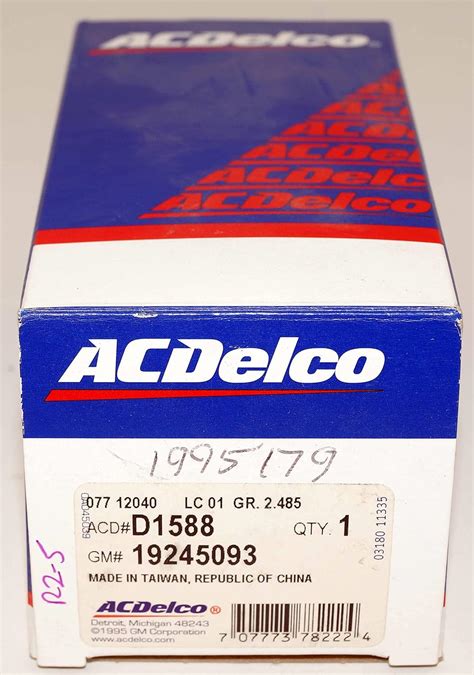 ACDelco
ACDelco
ACDelco
ACDelco
ACDelco
ACDelco
ACDelco
1995179
077 12040 LC 01 GR. 2.485
ACD# D1588 QTY. 1
GM# 19245093
MADE IN TAIWAN, REPUBLIC OF CHINA
03180 11335
R2-5
ACDelco®
Detroit, Michigan 48243
©1995 GM Corporation
www.acdelco.com
7 07773 78222 4